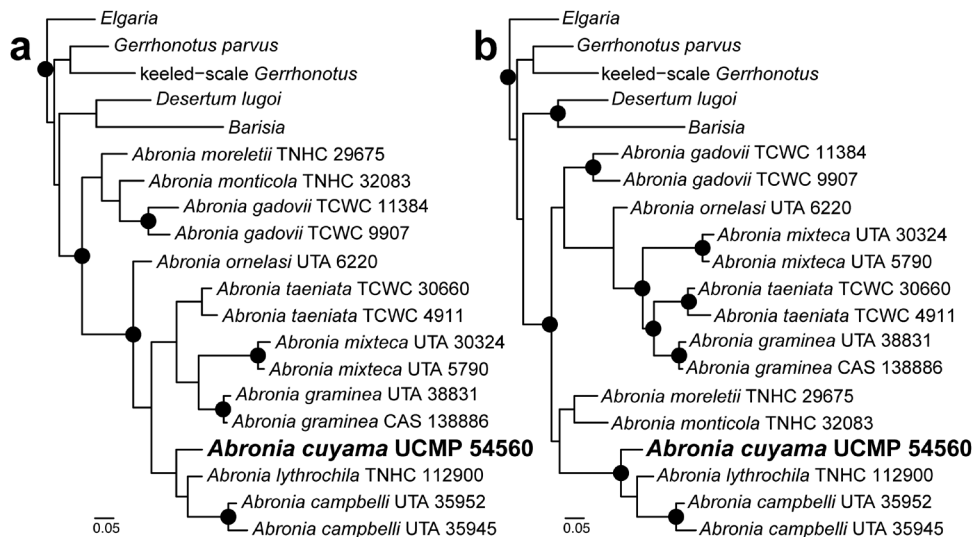 a
Elgaria
Gerrhonotus parvus
keeled−scale Gerrhonotus
Desertum lugoi
Barisia
Abronia moreletii TNHC 29675
Abronia monticola TNHC 32083
Abronia gadovii TCWC 11384
Abronia gadovii TCWC 9907
Abronia ornelasi UTA 6220
Abronia taeniata TCWC 30660
Abronia taeniata TCWC 4911
Abronia mixteca UTA 30324
Abronia mixteca UTA 5790
Abronia graminea UTA 38831
Abronia graminea CAS 138886
Abronia cuyama UCMP 54560
Abronia lythrochila TNHC 112900
Abronia campbelli UTA 35952
Abronia campbelli UTA 35945
0.05
b
Elgaria
Gerrhonotus parvus
keeled−scale Gerrhonotus
Desertum lugoi
Barisia
Abronia gadovii TCWC 11384
Abronia gadovii TCWC 9907
Abronia ornelasi UTA 6220
Abronia mixteca UTA 30324
Abronia mixteca UTA 5790
Abronia taeniata TCWC 30660
Abronia taeniata TCWC 4911
Abronia graminea UTA 38831
Abronia graminea CAS 138886
Abronia moreletii TNHC 29675
Abronia monticola TNHC 32083
Abronia cuyama UCMP 54560
Abronia lythrochila TNHC 112900
Abronia campbelli UTA 35952
Abronia campbelli UTA 35945
0.05